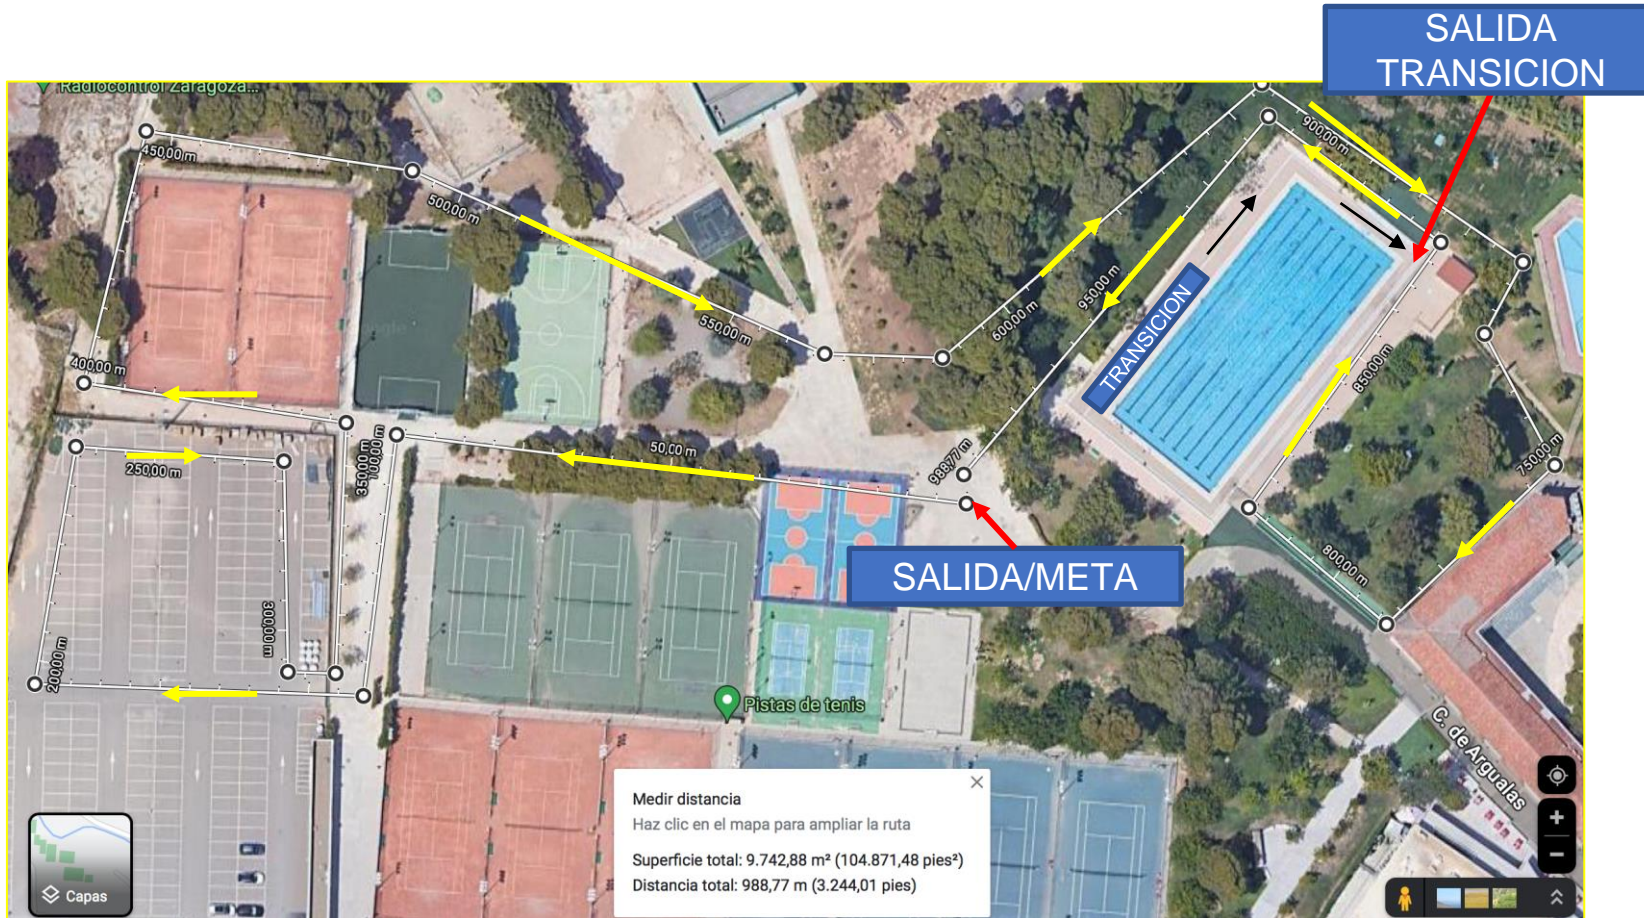 SALIDA
TRANSICION
Radiocontrol Zaragoza...
450,00 m
500,00 m
900,00 m
550,00 m
600,00 m
950,00 m
TRANSICION
850,00 m
400,00 m
350,00 m
700,00 m
50,00 m
988,77 m
750,00 m
250,00 m
800,00 m
SALIDA/META
300,00 m
200,00 m
Pistas de tenis
C. de Argualas
Medir distancia
Haz clic en el mapa para ampliar la ruta
Superficie total: 9.742,88 m² (104.871,48 pies²)
Distancia total: 988,77 m (3.244,01 pies)
Capas